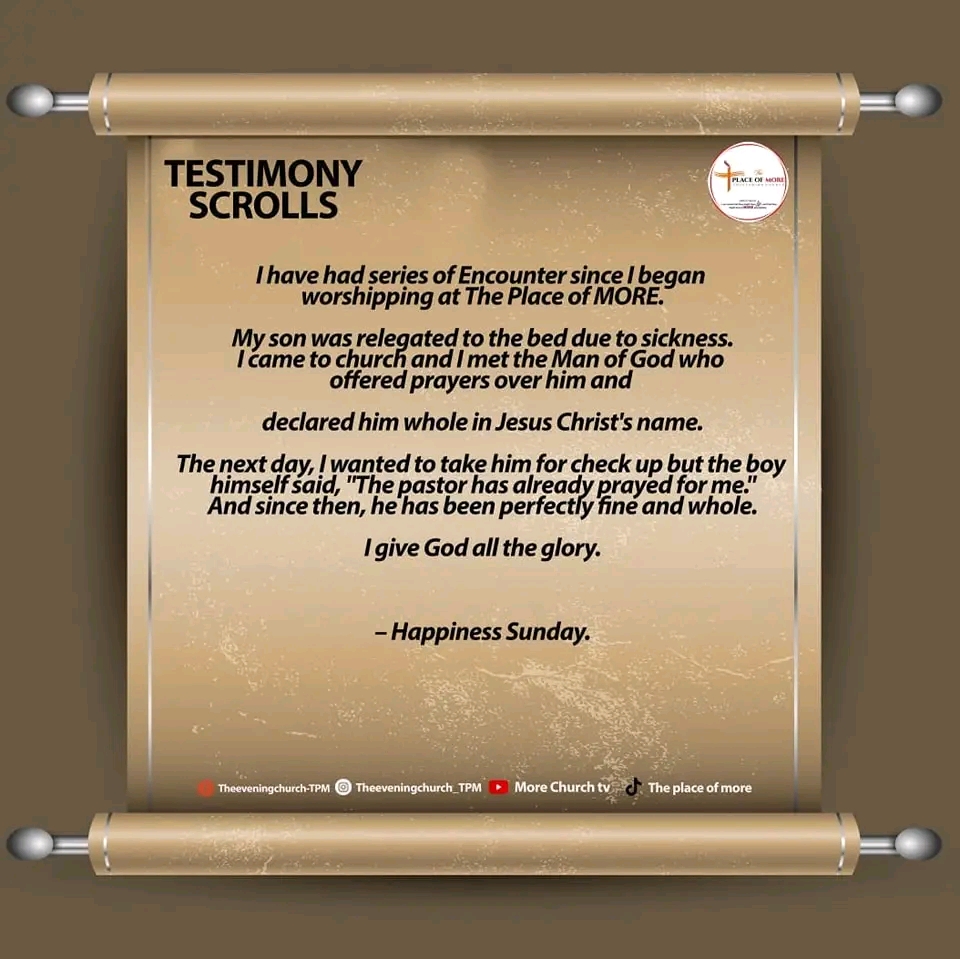 TESTIMONY
SCROLLS
The
PLACE OF MORE
I have had series of Encounter since I began
worshipping at The Place of MORE.
My son was relegated to the bed due to sickness.
I came to church and I met the Man of God who
offered prayers over him and
declared him whole in Jesus Christ's name.
The next day, I wanted to take him for check up but the boy
himself said, "The pastor has already prayed for me."
And since then, he has been perfectly fine and whole.
I give God all the glory.
– Happiness Sunday.
Theeveningchurch-TPM Theeveningchurch_TPM More Church tv The place of more